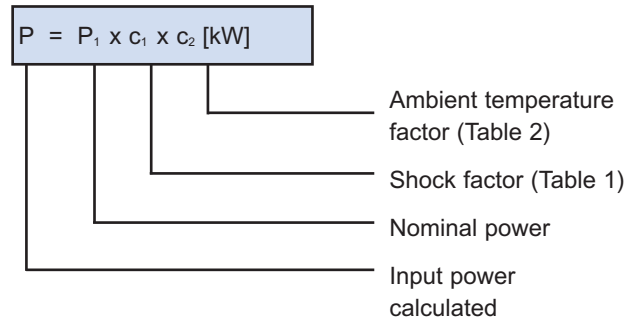 P = P₁ x c₁ x c₂ [kW]
Ambient temperature
factor (Table 2)
Shock factor (Table 1)
Nominal power
Input power
calculated